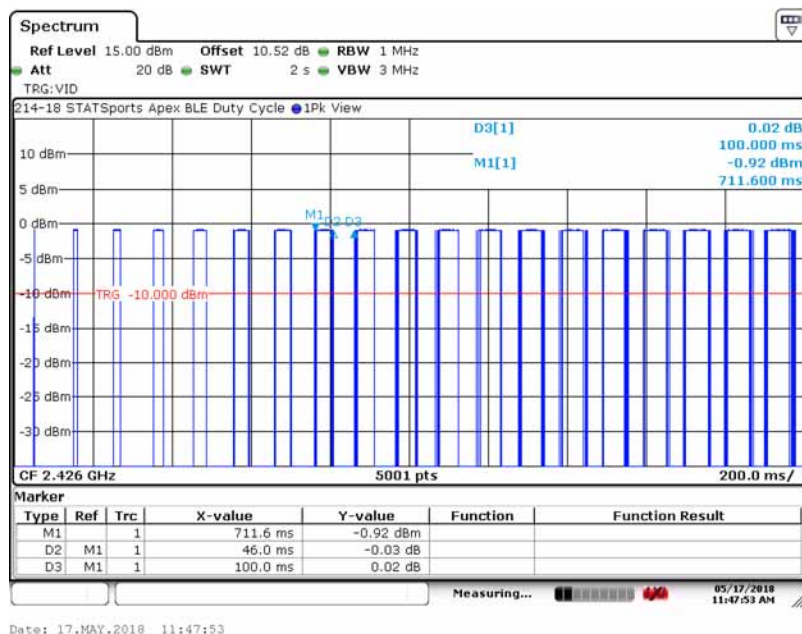 Spectrum
Ref Level 15.00 dBm Offset 10.52 dB RBW 1 MHz
Att 20 dB SWT 2 s VBW 3 MHz
TRG:VID
214-18 STATSports Apex BLE Duty Cycle 1Pk View
D3[1] 0.02 dB
100.000 ms
10 dBm
M1[1] -0.92 dBm
711.600 ms
5 dBm
0 dBm
M1
D2 D3
-5 dBm
-10 dBm
TRG -10.000 dBm
-15 dBm
-20 dBm
-25 dBm
-30 dBm
CF 2.426 GHz 5001 pts 200.0 ms/
Marker
Type Ref Trc X-value Y-value Function Function Result
M1 1 711.6 ms -0.92 dBm
D2 M1 1 46.0 ms -0.03 dB
D3 M1 1 100.0 ms 0.02 dB
Measuring... 05/17/2018
11:47:53 AM
Date: 17.MAY.2018 11:47:53